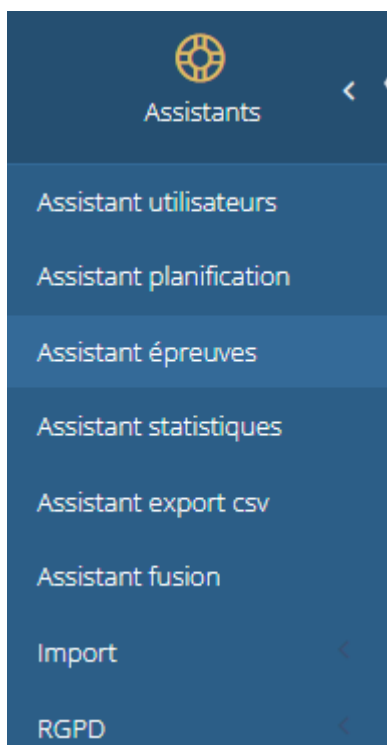 Assistants
Assistant utilisateurs
Assistant planification
Assistant épreuves
Assistant statistiques
Assistant export csv
Assistant fusion
Import
RGPD